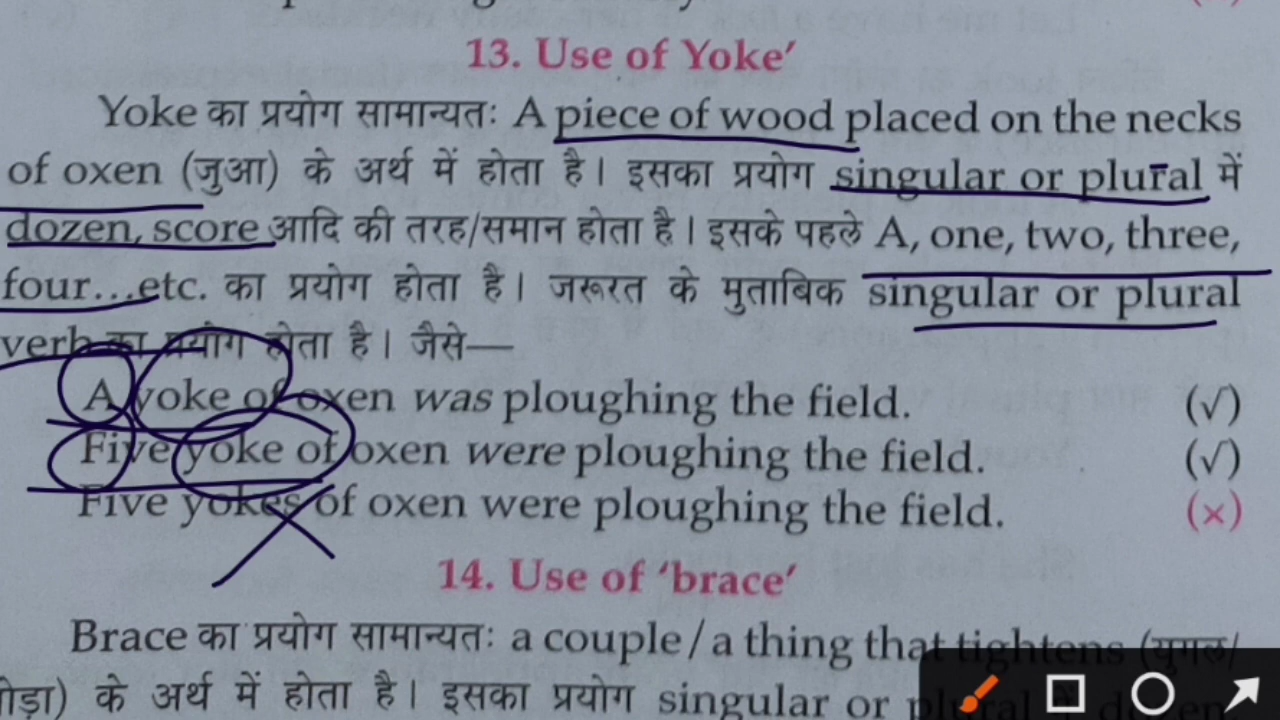 13. Use of Yoke'
Yoke का प्रयोग सामान्यतः A piece of wood placed on the necks
of oxen (जुआ) के अर्थ में होता है। इसका प्रयोग singular or plural में
dozen, score आदि की तरह/समान होता है। इसके पहले A, one, two, three,
four...etc. का प्रयोग होता है। जरूरत के मुताबिक singular or plural
verb का प्रयोग होता है। जैसे—
A yoke of oxen was ploughing the field. (√)
Five yoke of oxen were ploughing the field. (√)
Five yokes of oxen were ploughing the field. (×)
14. Use of 'brace'
Brace का प्रयोग सामान्यतः a couple/a thing that tightens (युगल/
के अर्थ में होता है। इसका प्रयोग singular or plural में dozen